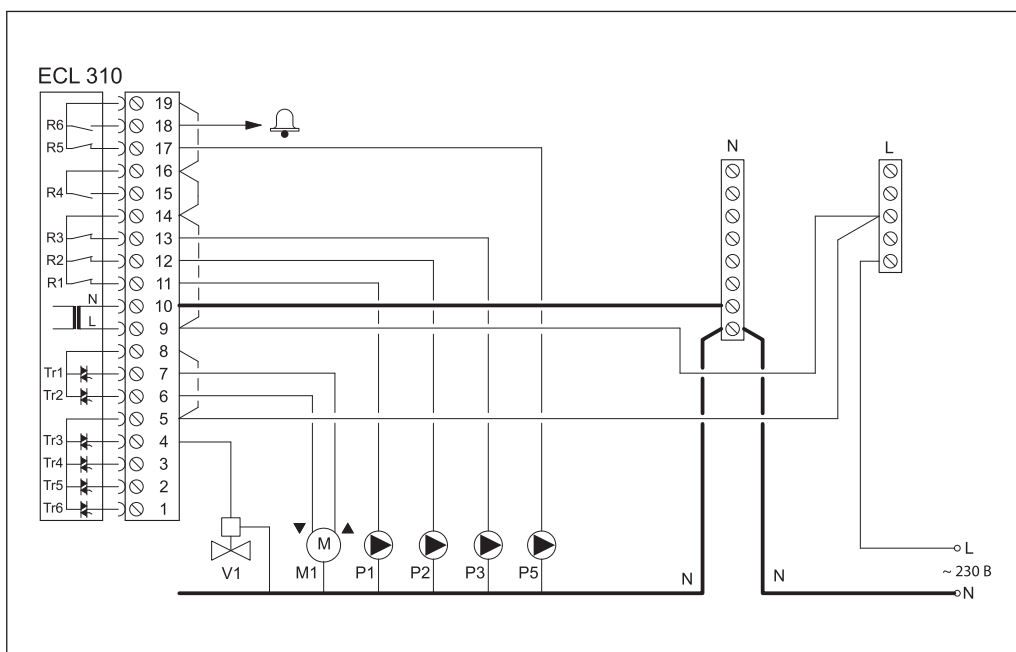 ECL 310
19
R6 18
R5 17 N L
16
R4 15
14
R3 13
R2 12
R1 11
N 10
L 9
8
Tr1 7
Tr2 6
5
Tr3 4
Tr4 3
Tr5 2
Tr6 1
M L
V1 M1 P1 P2 P3 P5 N N ~ 230 В
N